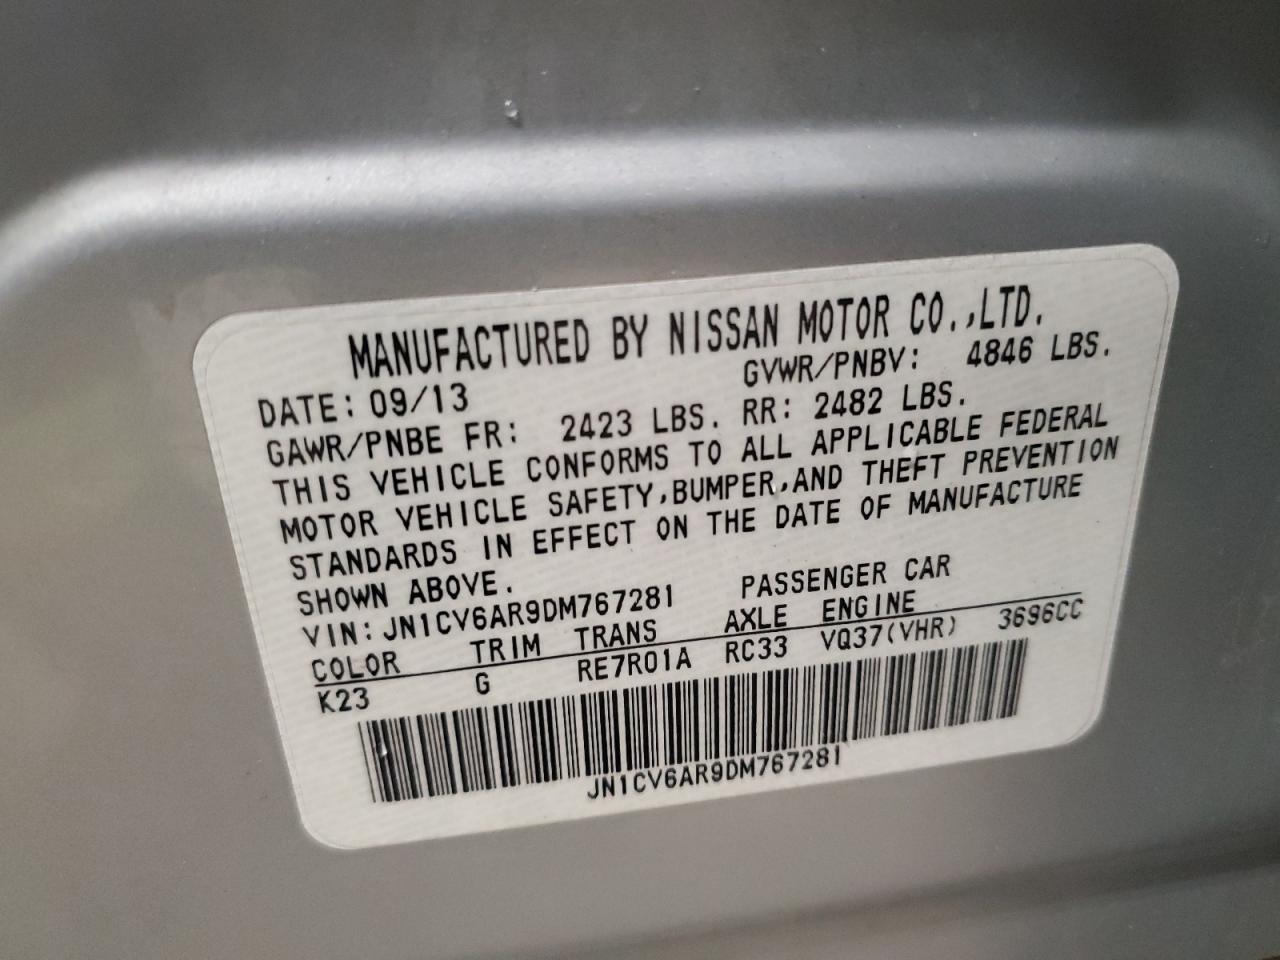 MANUFACTURED BY NISSAN MOTOR CO.,LTD.
DATE: 09/13 GVWR/PNBV: 4846 LBS.
GAWR/PNBE FR: 2423 LBS. RR: 2482 LBS.
THIS VEHICLE CONFORMS TO ALL APPLICABLE FEDERAL
MOTOR VEHICLE SAFETY,BUMPER,AND THEFT PREVENTION
STANDARDS IN EFFECT ON THE DATE OF MANUFACTURE
SHOWN ABOVE.
VIN: JN1CV6AR9DM767281 PASSENGER CAR
COLOR TRIM TRANS AXLE ENGINE
K23 G RE7R01A RC33 VQ37(VHR) 3696CC
JN1CV6AR9DM767281